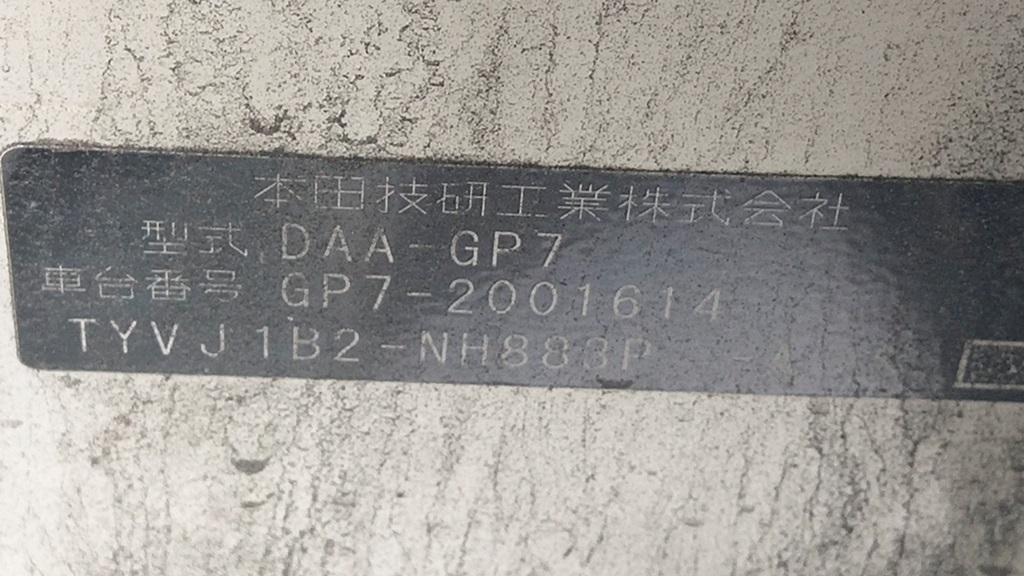 本田技研工業株式会社
型式 DAA-GP7
車台番号 GP7-2001614
TYVJ1B2-NH883P -A